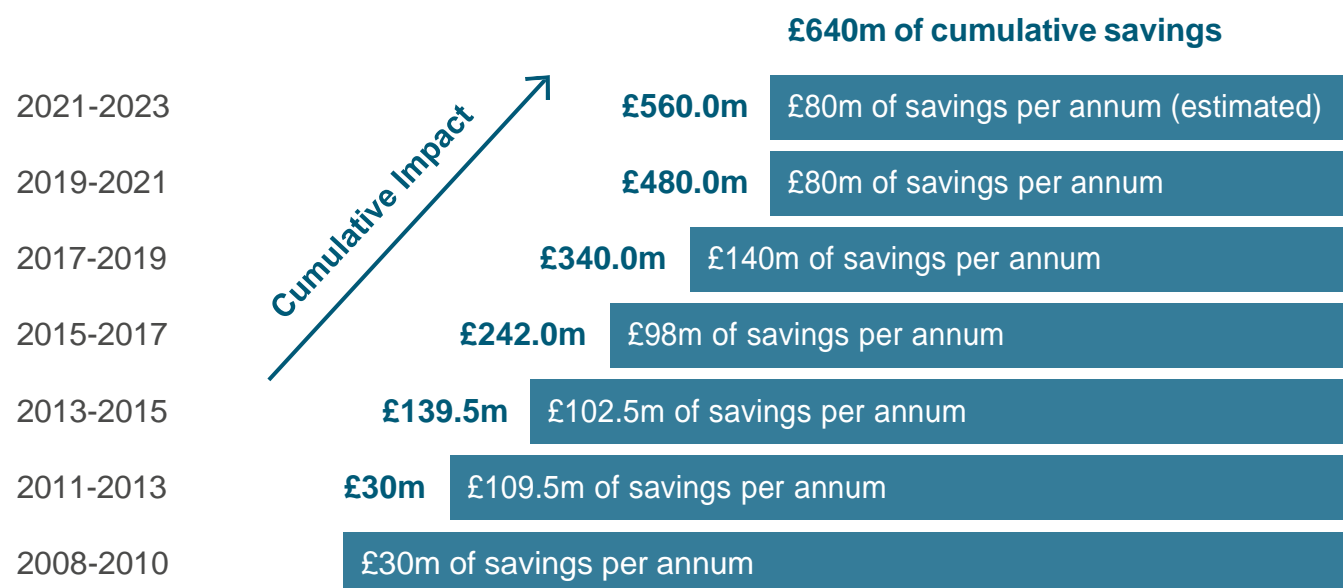 £640m of cumulative savings
2021-2023 £560.0m £80m of savings per annum (estimated)
2019-2021 £480.0m £80m of savings per annum
2017-2019 £340.0m £140m of savings per annum
2015-2017 £242.0m £98m of savings per annum
2013-2015 £139.5m £102.5m of savings per annum
2011-2013 £30m £109.5m of savings per annum
2008-2010 £30m of savings per annum
Cumulative Impact